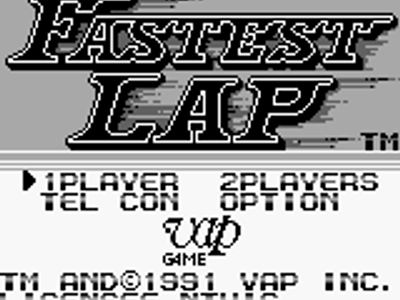 FASTEST
LAP
TM
1PLAYER 2PLAYERS
TEL CON OPTION
vap
GAME
TM AND©1991 VAP INC.